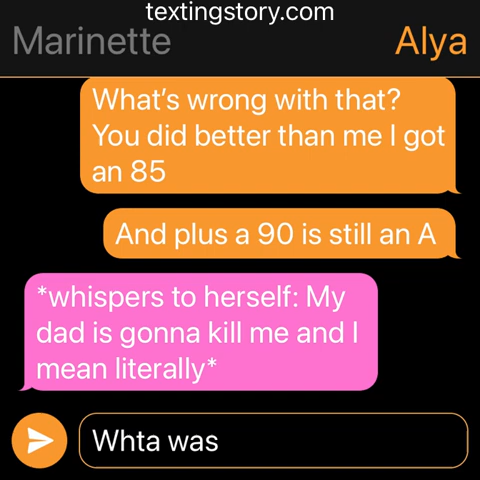 textingstory.com
Marinette Alya
What's wrong with that?
You did better than me I got
an 85
And plus a 90 is still an A
*whispers to herself: My
dad is gonna kill me and I
mean literally*
Whta was